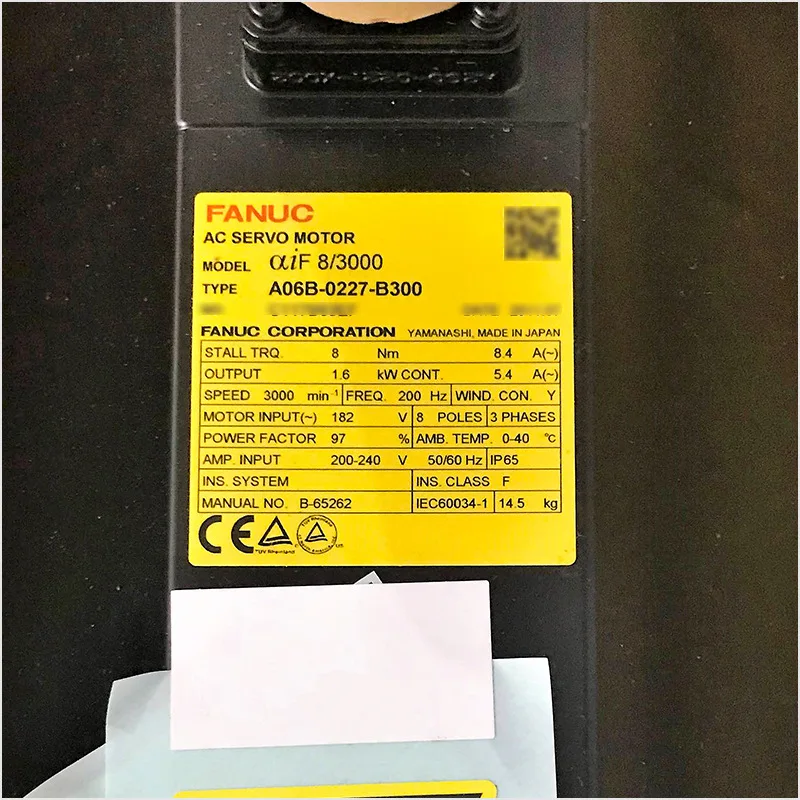 FANUC
AC SERVO MOTOR
MODEL αiF 8/3000
TYPE A06B-0227-B300
FANUC CORPORATION YAMANASHI, MADE IN JAPAN
STALL TRQ. 8 Nm 8.4 A(~)
OUTPUT 1.6 kW CONT. 5.4 A(~)
SPEED 3000 min⁻¹ FREQ. 200 Hz WIND. CON. Y
MOTOR INPUT(~) 182 V 8 POLES 3 PHASES
POWER FACTOR 97 % AMB. TEMP. 0-40 ℃
AMP. INPUT 200-240 V 50/60 Hz IP65
INS. SYSTEM INS. CLASS F
MANUAL NO. B-65262 IEC60034-1 14.5 kg
CE
TÜV Rheinland